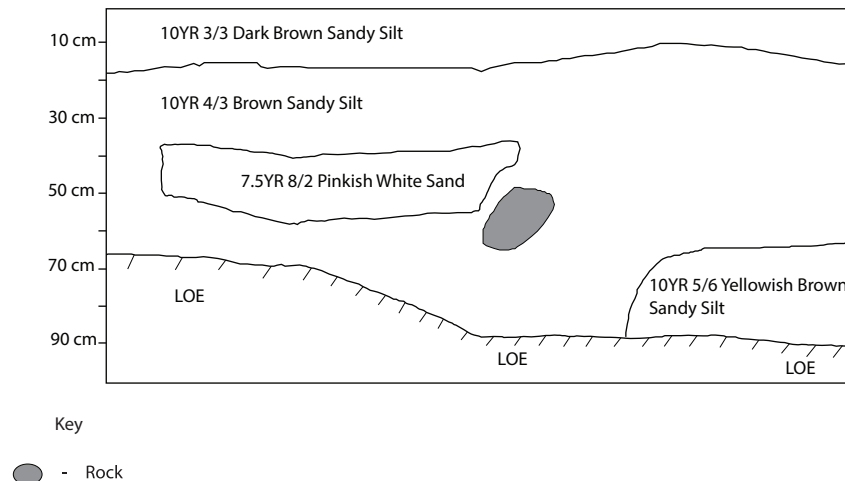 10 cm
10YR 3/3 Dark Brown Sandy Silt
10YR 4/3 Brown Sandy Silt
30 cm
7.5YR 8/2 Pinkish White Sand
50 cm
70 cm
10YR 5/6 Yellowish Brown
Sandy Silt
LOE
90 cm
LOE
LOE
Key
- Rock